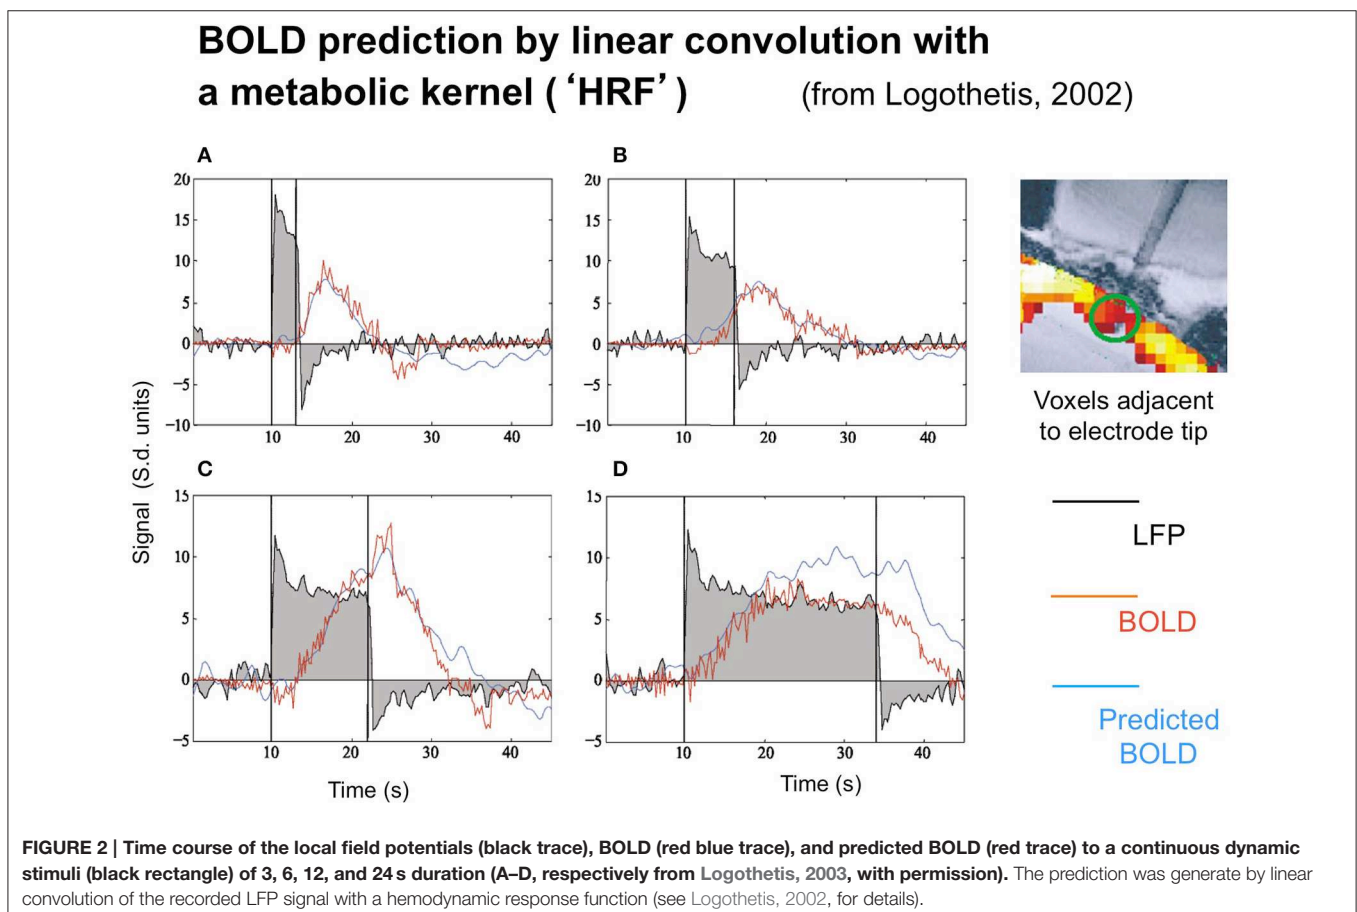 BOLD prediction by linear convolution with
a metabolic kernel ( ‘HRF’ )
(from Logothetis, 2002)
A
20
15
10
5
0
−5
−10
10
20
30
40
B
20
15
10
5
0
−5
−10
10
20
30
40
Voxels adjacent
to electrode tip
Signal (S.d. units)
C
15
10
5
0
−5
10
20
30
40
Time (s)
D
15
10
5
0
−5
10
20
30
40
Time (s)
LFP
BOLD
Predicted
BOLD
FIGURE 2 | Time course of the local field potentials (black trace), BOLD (red blue trace), and predicted BOLD (red trace) to a continuous dynamic
stimuli (black rectangle) of 3, 6, 12, and 24 s duration (A–D, respectively from Logothetis, 2003, with permission). The prediction was generate by linear
convolution of the recorded LFP signal with a hemodynamic response function (see Logothetis, 2002, for details).